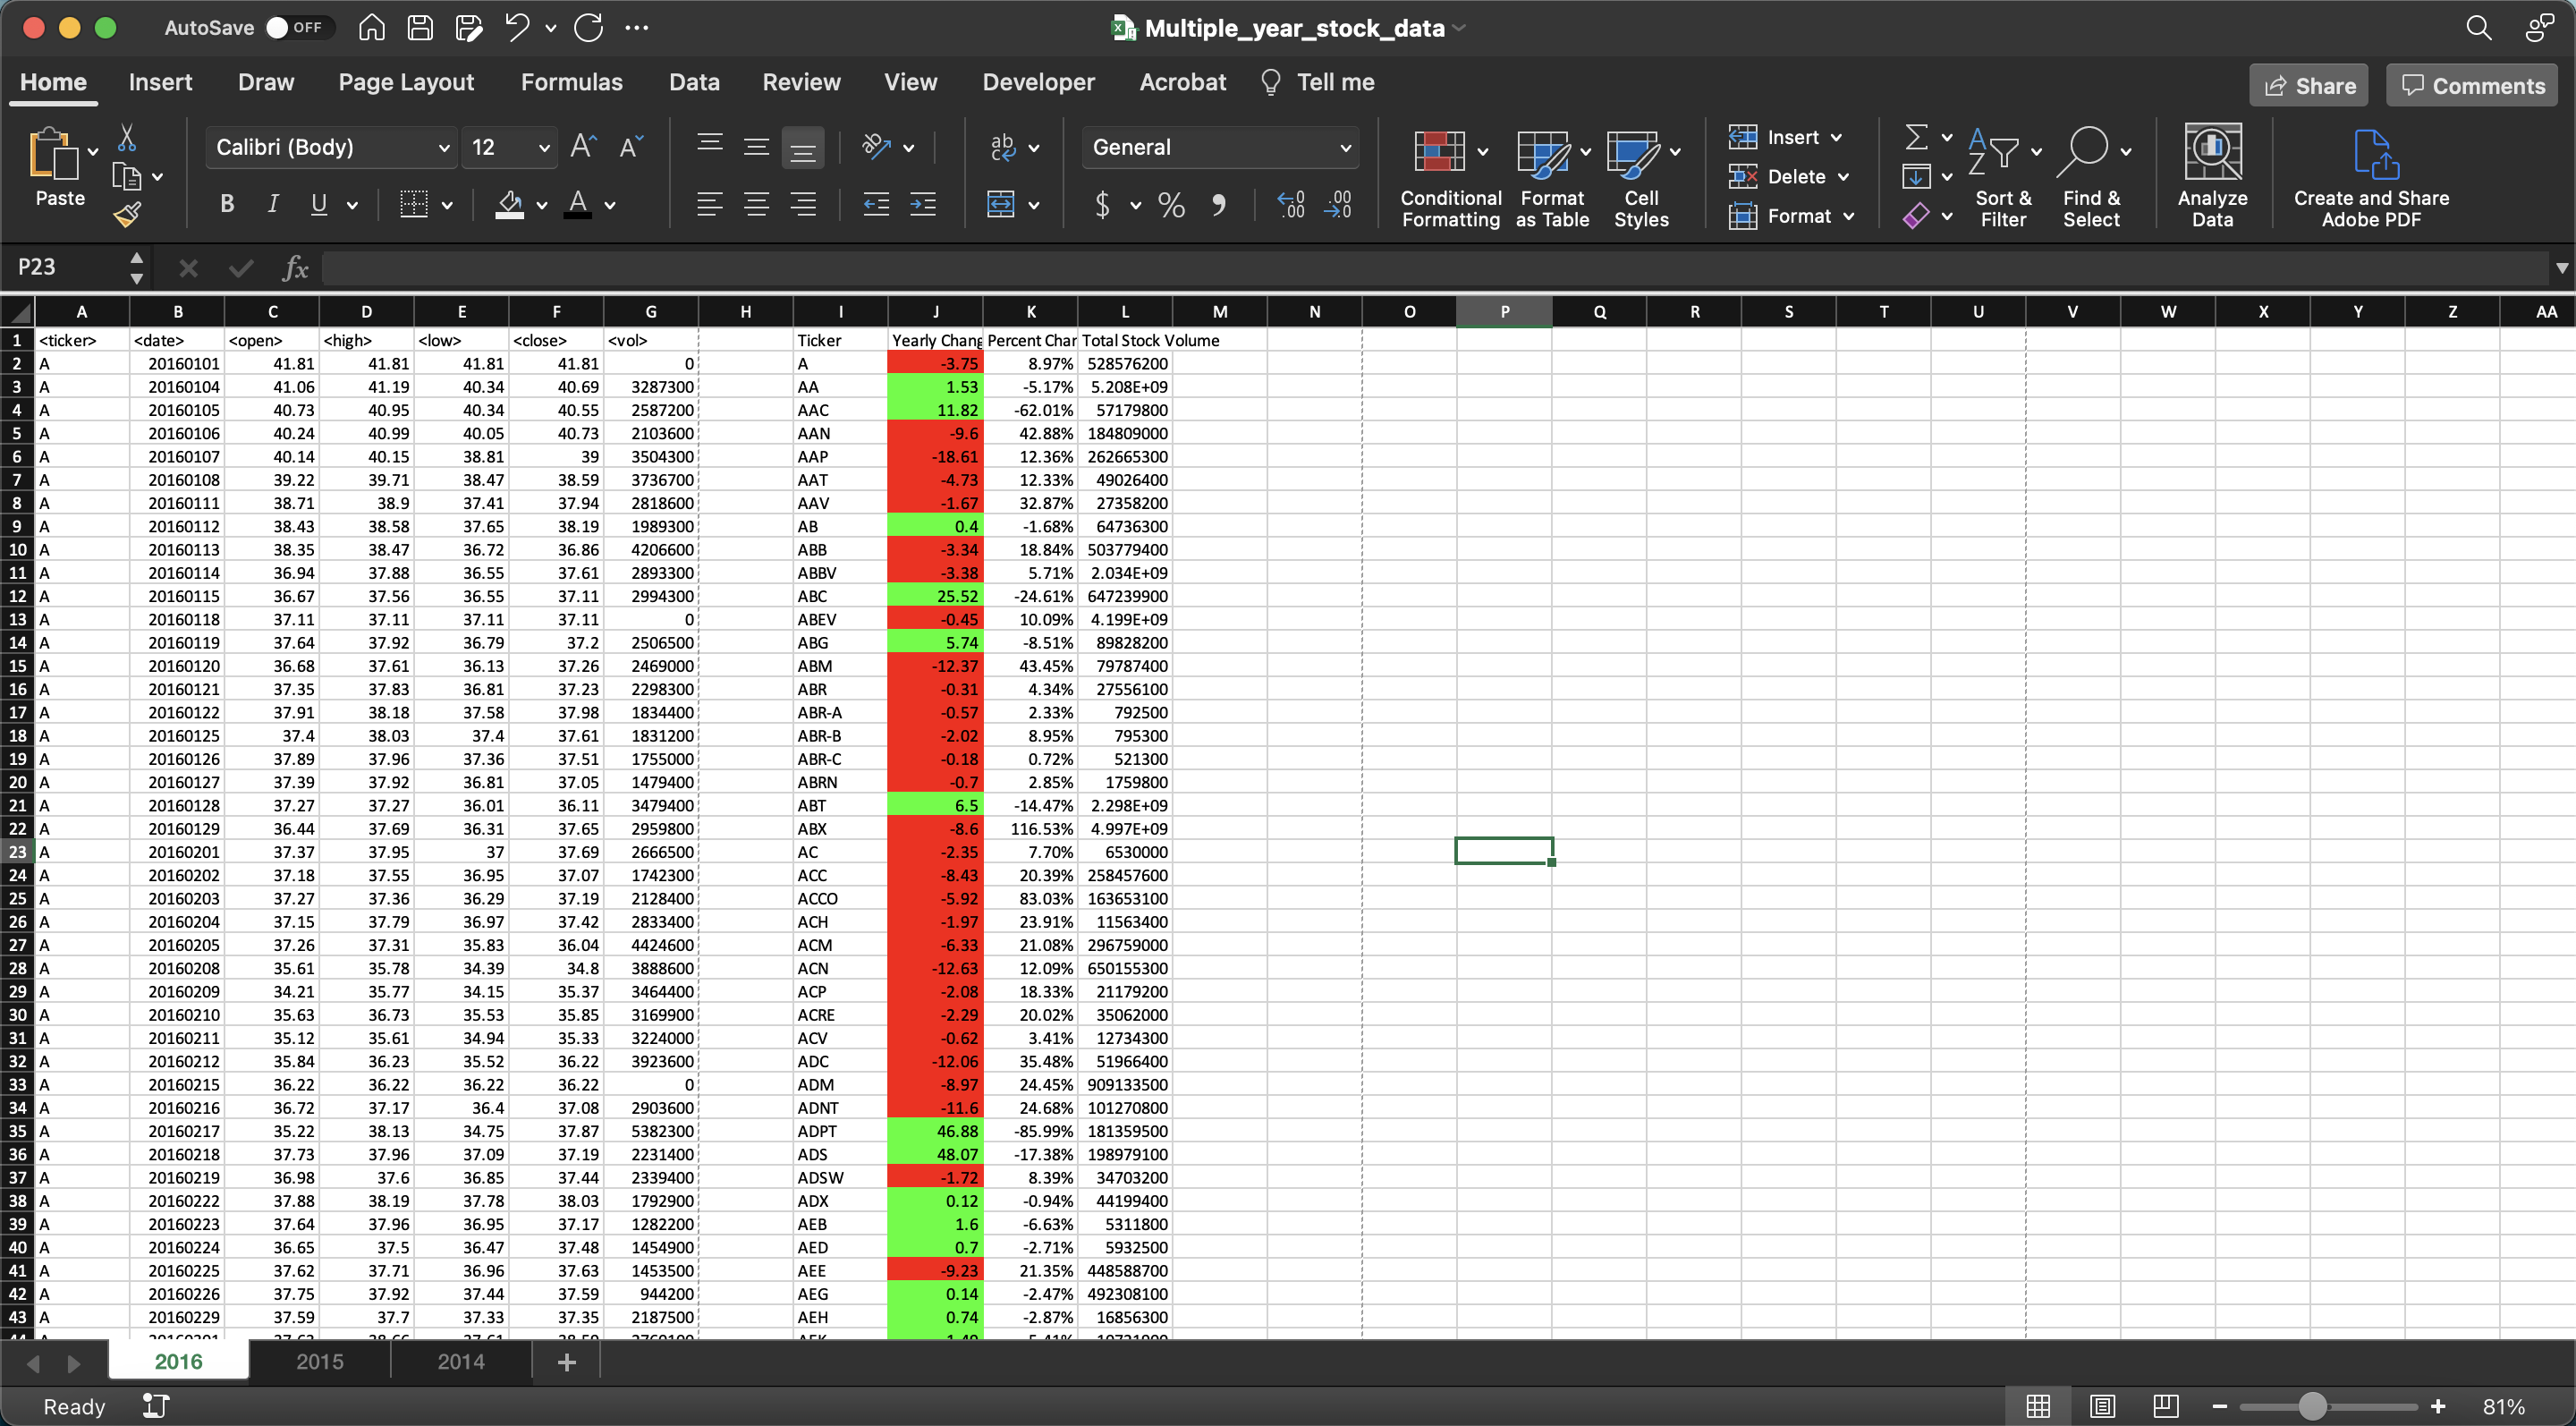 AutoSave OFF Multiple_year_stock_data
Home Insert Draw Page Layout Formulas Data Review View Developer Acrobat Tell me Share Comments
Paste Calibri (Body) 12 General Conditional Formatting Format as Table Cell Styles Insert Delete Format Sort & Filter Find & Select Analyze Data Create and Share Adobe PDF
P23 fx
A B C D E F G H I J K L M N O P Q R S T U V W X Y Z AA
1 <ticker> <date> <open> <high> <low> <close> <vol> Ticker Yearly Chang Percent Char Total Stock Volume
2 A 20160101 41.81 41.81 41.81 41.81 0 A -3.75 8.97% 528576200
3 A 20160104 41.06 41.19 40.34 40.69 3287300 AA 1.53 -5.17% 5.208E+09
4 A 20160105 40.73 40.95 40.34 40.55 2587200 AAC 11.82 -62.01% 57179800
5 A 20160106 40.24 40.99 40.05 40.73 2103600 AAN -9.6 42.88% 184809000
6 A 20160107 40.14 40.15 38.81 39 3504300 AAP -18.61 12.36% 262665300
7 A 20160108 39.22 39.71 38.47 38.59 3736700 AAT -4.73 12.33% 49026400
8 A 20160111 38.71 38.9 37.41 37.94 2818600 AAV -1.67 32.87% 27358200
9 A 20160112 38.43 38.58 37.65 38.19 1989300 AB 0.4 -1.68% 64736300
10 A 20160113 38.35 38.47 36.72 36.86 4206600 ABB -3.34 18.84% 503779400
11 A 20160114 36.94 37.88 36.55 37.61 2893300 ABBV -3.38 5.71% 2.034E+09
12 A 20160115 36.67 37.56 36.55 37.11 2994300 ABC 25.52 -24.61% 647239900
13 A 20160118 37.11 37.11 37.11 37.11 0 ABEV -0.45 10.09% 4.199E+09
14 A 20160119 37.64 37.92 36.79 37.2 2506500 ABG 5.74 -8.51% 89828200
15 A 20160120 36.68 37.61 36.13 37.26 2469000 ABM -12.37 43.45% 79787400
16 A 20160121 37.35 37.83 36.81 37.23 2298300 ABR -0.31 4.34% 27556100
17 A 20160122 37.91 38.18 37.58 37.98 1834400 ABR-A -0.57 2.33% 792500
18 A 20160125 37.4 38.03 37.4 37.61 1831200 ABR-B -2.02 8.95% 795300
19 A 20160126 37.89 37.96 37.36 37.51 1755000 ABR-C -0.18 0.72% 521300
20 A 20160127 37.39 37.92 36.81 37.05 1479400 ABRN -0.7 2.85% 1759800
21 A 20160128 37.27 37.27 36.01 36.11 3479400 ABT 6.5 -14.47% 2.298E+09
22 A 20160129 36.44 37.69 36.31 37.65 2959800 ABX -8.6 116.53% 4.997E+09
23 A 20160201 37.37 37.95 37 37.69 2666500 AC -2.35 7.70% 6530000
24 A 20160202 37.18 37.55 36.95 37.07 1742300 ACC -8.43 20.39% 258457600
25 A 20160203 37.27 37.36 36.29 37.19 2128400 ACCO -5.92 83.03% 163653100
26 A 20160204 37.15 37.79 36.97 37.42 2833400 ACH -1.97 23.91% 11563400
27 A 20160205 37.26 37.31 35.83 36.04 4424600 ACM -6.33 21.08% 296759000
28 A 20160208 35.61 35.78 34.39 34.8 3888600 ACN -12.63 12.09% 650155300
29 A 20160209 34.21 35.77 34.15 35.37 3464400 ACP -2.08 18.33% 21179200
30 A 20160210 35.63 36.73 35.53 35.85 3169900 ACRE -2.29 20.02% 35062000
31 A 20160211 35.12 35.61 34.94 35.33 3224000 ACV -0.62 3.41% 12734300
32 A 20160212 35.84 36.23 35.52 36.22 3923600 ADC -12.06 35.48% 51966400
33 A 20160215 36.22 36.22 36.22 36.22 0 ADM -8.97 24.45% 909133500
34 A 20160216 36.72 37.17 36.4 37.08 2903600 ADNT -11.6 24.68% 101270800
35 A 20160217 35.22 38.13 34.75 37.87 5382300 ADPT 46.88 -85.99% 181359500
36 A 20160218 37.73 37.96 37.09 37.19 2231400 ADS 48.07 -17.38% 198979100
37 A 20160219 36.98 37.6 36.85 37.44 2339400 ADSW -1.72 8.39% 34703200
38 A 20160222 37.88 38.19 37.78 38.03 1792900 ADX 0.12 -0.94% 44199400
39 A 20160223 37.64 37.96 36.95 37.17 1282200 AEB 1.6 -6.63% 5311800
40 A 20160224 36.65 37.5 36.47 37.48 1454900 AED 0.7 -2.71% 5932500
41 A 20160225 37.62 37.71 36.96 37.63 1453500 AEE -9.23 21.35% 448588700
42 A 20160226 37.75 37.92 37.44 37.59 944200 AEG 0.14 -2.47% 492308100
43 A 20160229 37.59 37.7 37.33 37.35 2187500 AEH 0.74 -2.87% 16856300
2016 2015 2014 +
Ready 81%